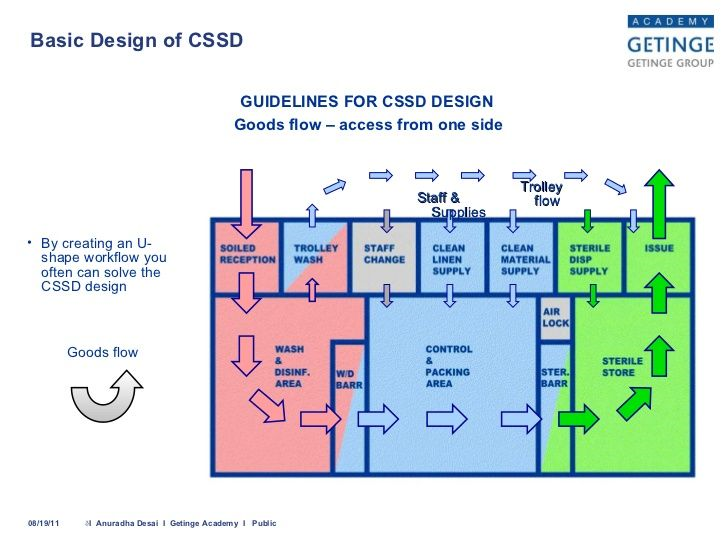 Basic Design of CSSD
ACADEMY
GETINGE
GETINGE GROUP
GUIDELINES FOR CSSD DESIGN
Goods flow – access from one side
Staff &
Supplies
Trolley
flow
• By creating an U-
shape workflow you
often can solve the
CSSD design
Goods flow
SOILED
RECEPTION
TROLLEY
WASH
STAFF
CHANGE
CLEAN
LINEN
SUPPLY
CLEAN
MATERIAL
SUPPLY
STERILE
DISP
SUPPLY
ISSUE
AIR
LOCK
WASH
&
DISINF.
AREA
W/D
BARR
CONTROL
&
PACKING
AREA
STER.
BARR
STERILE
STORE
08/19/11
I Anuradha Desai I Getinge Academy I Public